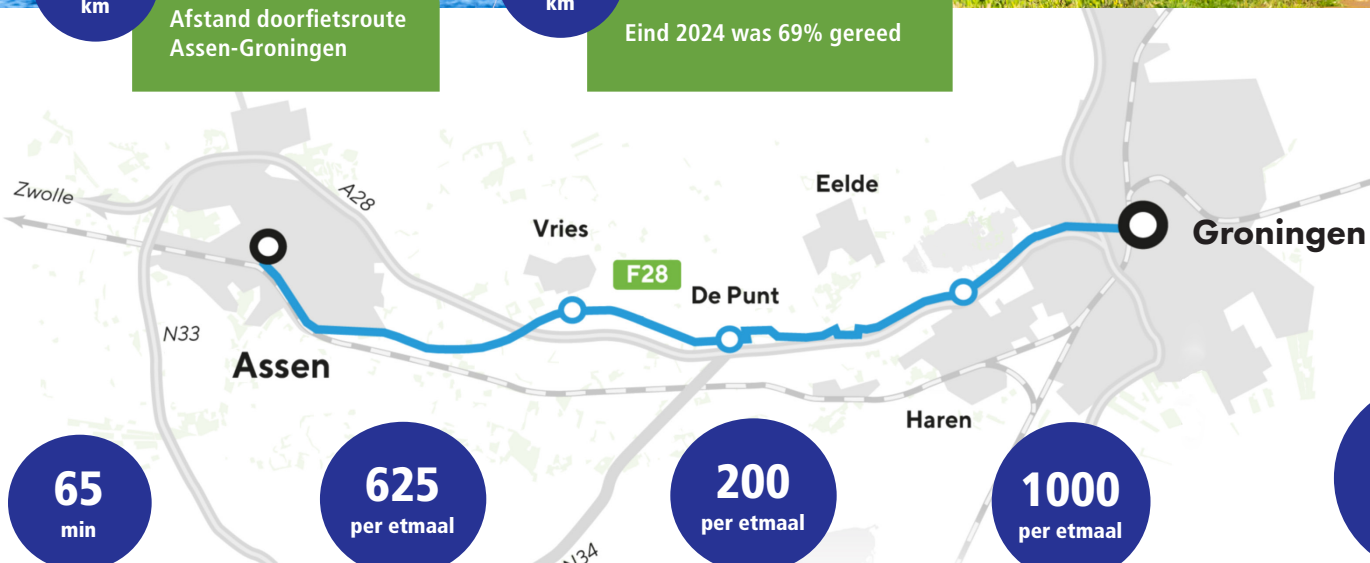 km
Afstand doorfietsroute
Assen-Groningen
km
Eind 2024 was 69% gereed
Zwolle
A28
Vries
Eelde
F28
De Punt
Groningen
N33
Assen
Haren
65
min
625
per etmaal
200
per etmaal
1000
per etmaal
N34